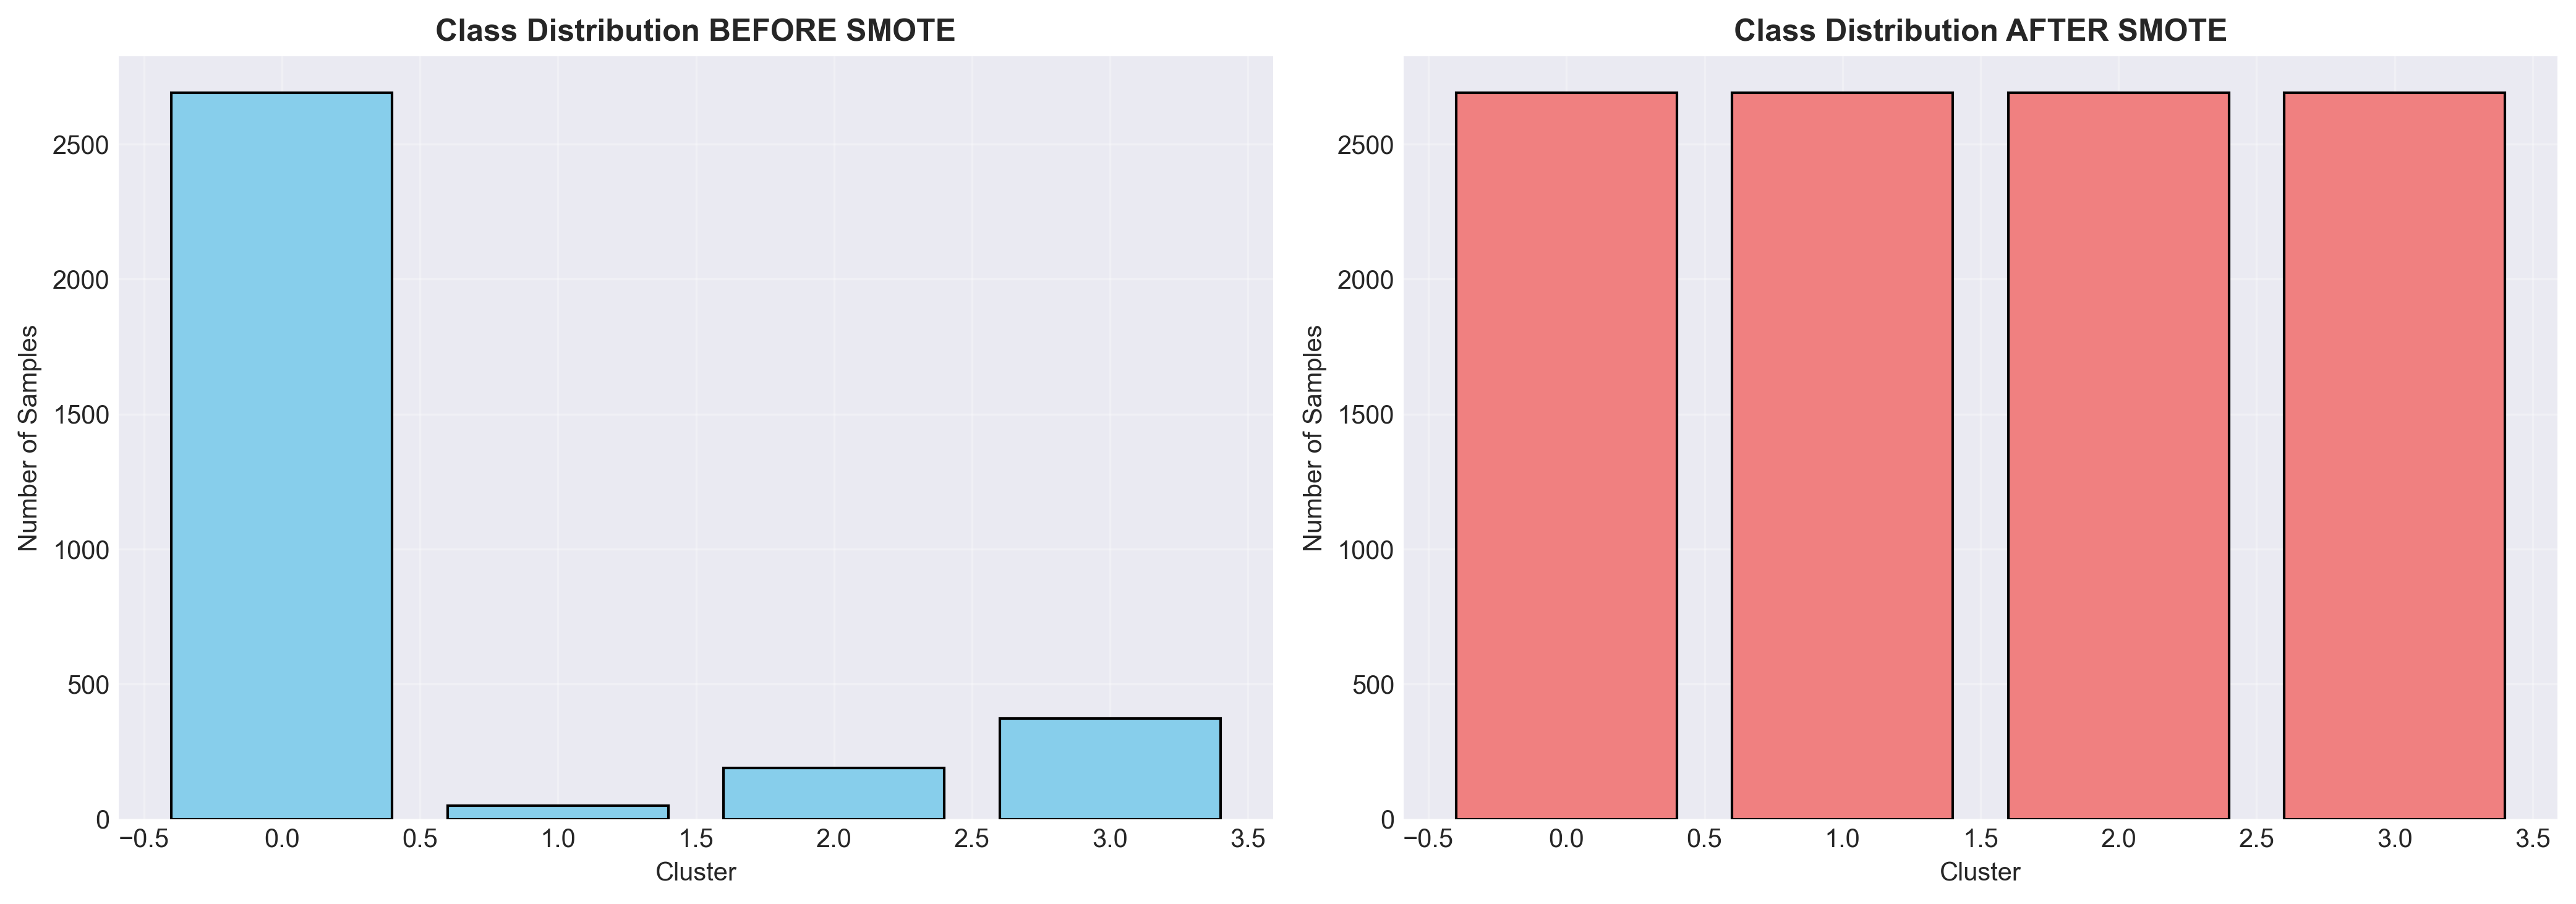 Class Distribution BEFORE SMOTE
Number of Samples
2500
2000
1500
1000
500
0
−0.5 0.0 0.5 1.0 1.5 2.0 2.5 3.0 3.5
Cluster
Class Distribution AFTER SMOTE
Number of Samples
2500
2000
1500
1000
500
0
−0.5 0.0 0.5 1.0 1.5 2.0 2.5 3.0 3.5
Cluster